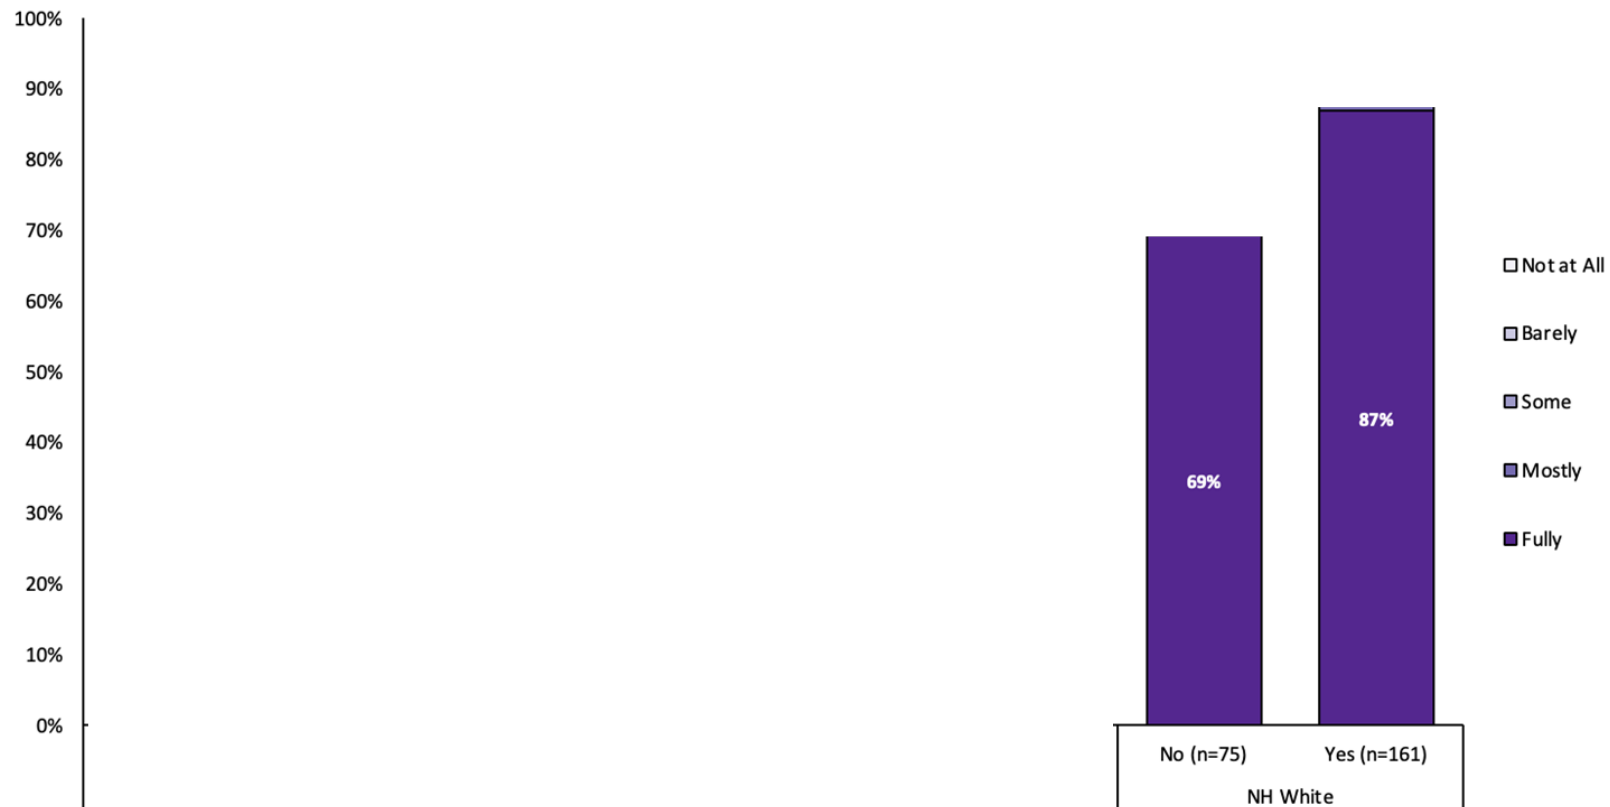 100%
90%
80%
70%
60%
50%
40%
30%
20%
10%
0%
69%
87%
No (n=75) Yes (n=161)
NH White
Not at All
Barely
Some
Mostly
Fully